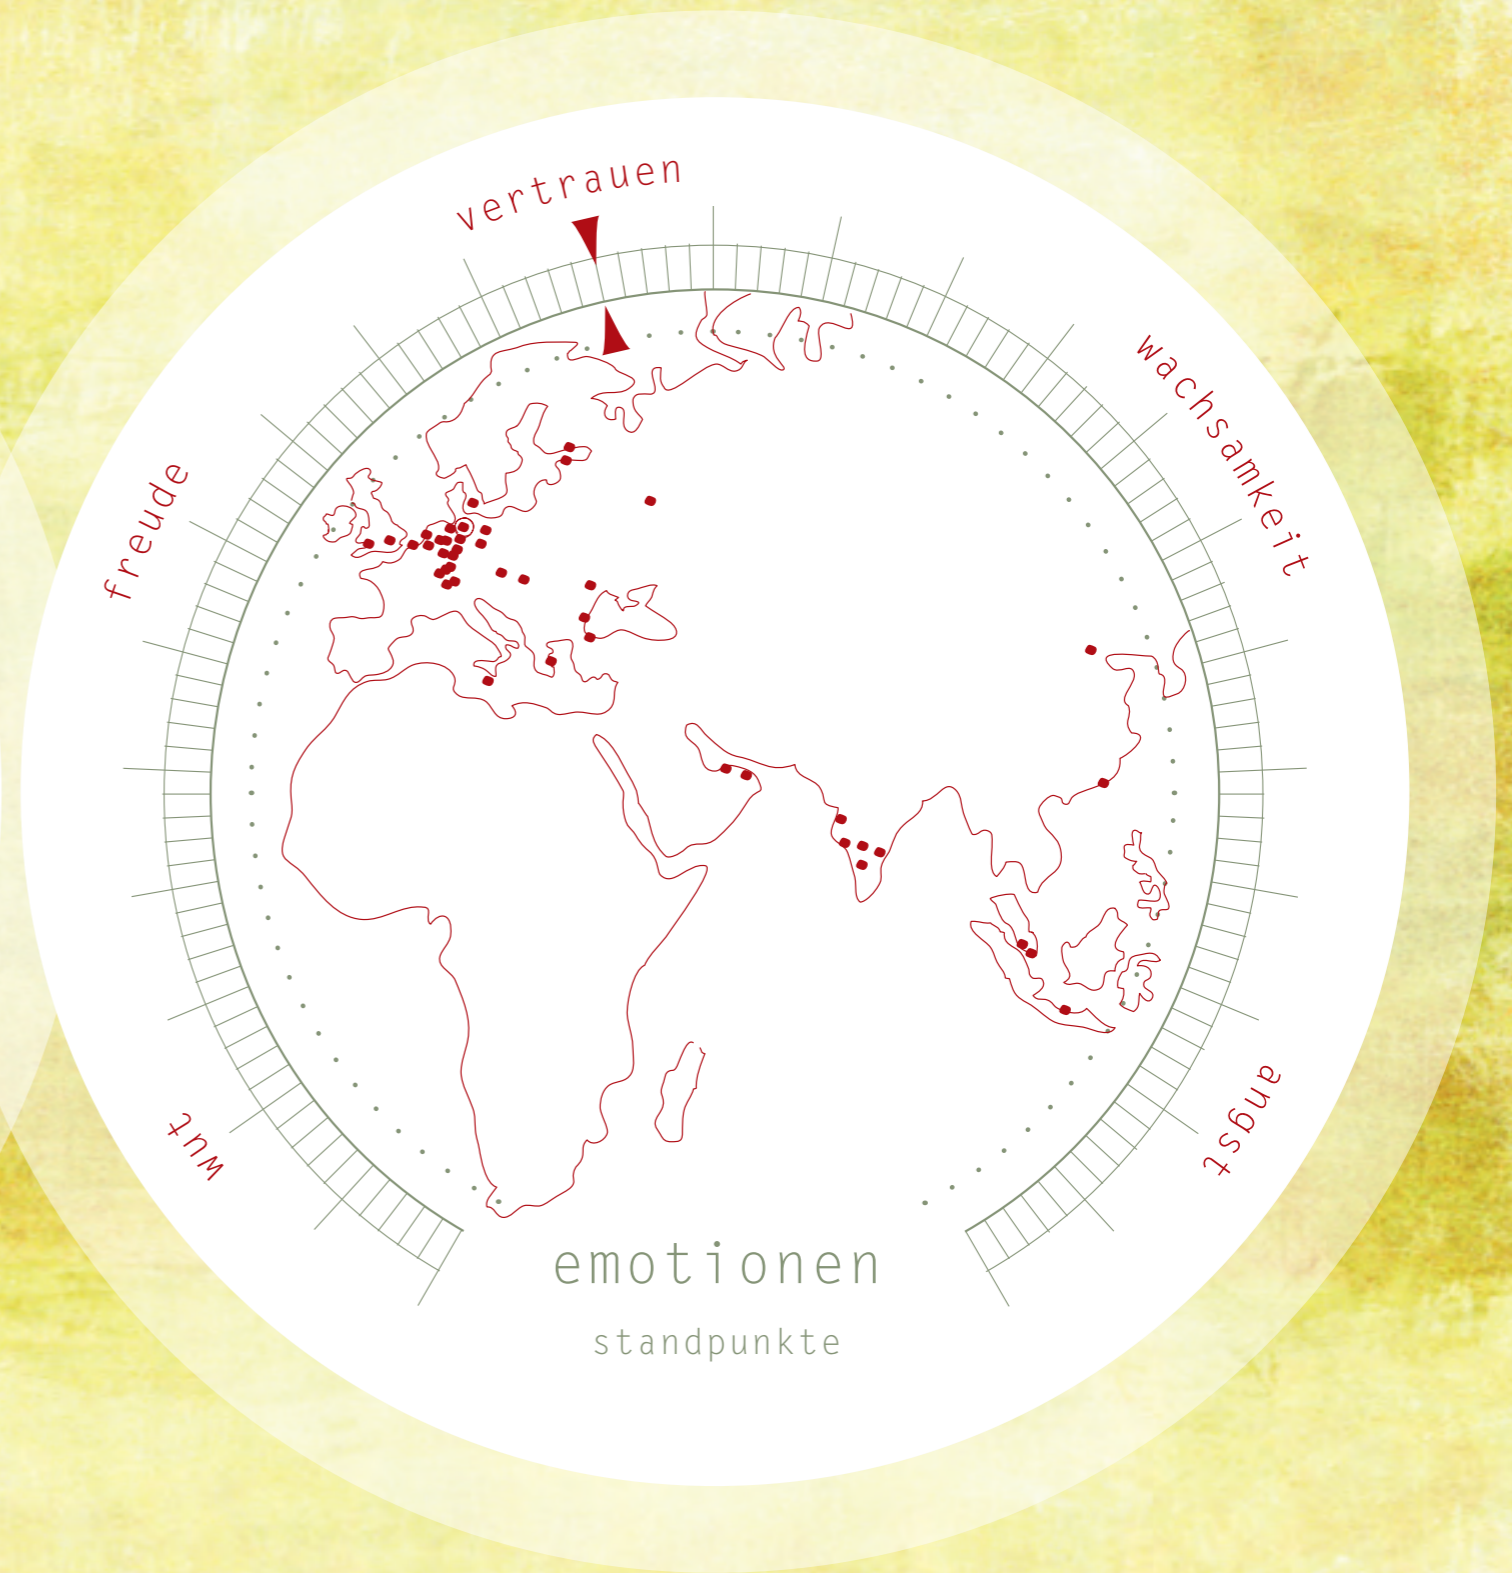 vertrauen
wachsamkeit
freude
angst
wut
emotionen
standpunkte